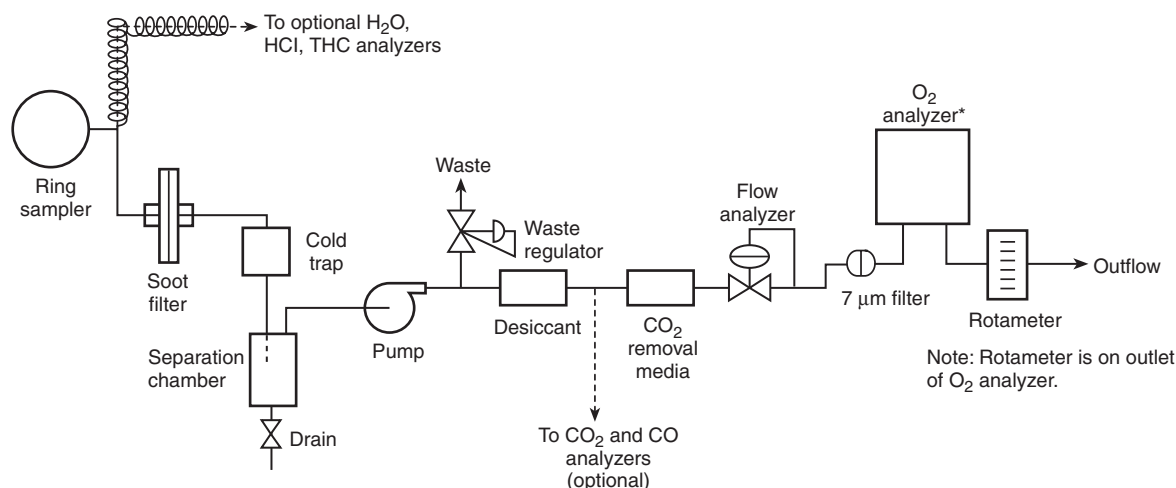 To optional H₂O,
HCl, THC analyzers
Ring
sampler
Soot
filter
Cold
trap
Separation
chamber
Drain
Pump
Waste
Waste
regulator
Desiccant
To CO₂ and CO
analyzers
(optional)
CO₂
removal
media
Flow
analyzer
7 μm filter
O₂
analyzer*
Rotameter
Outflow
Note: Rotameter is on outlet
of O₂ analyzer.